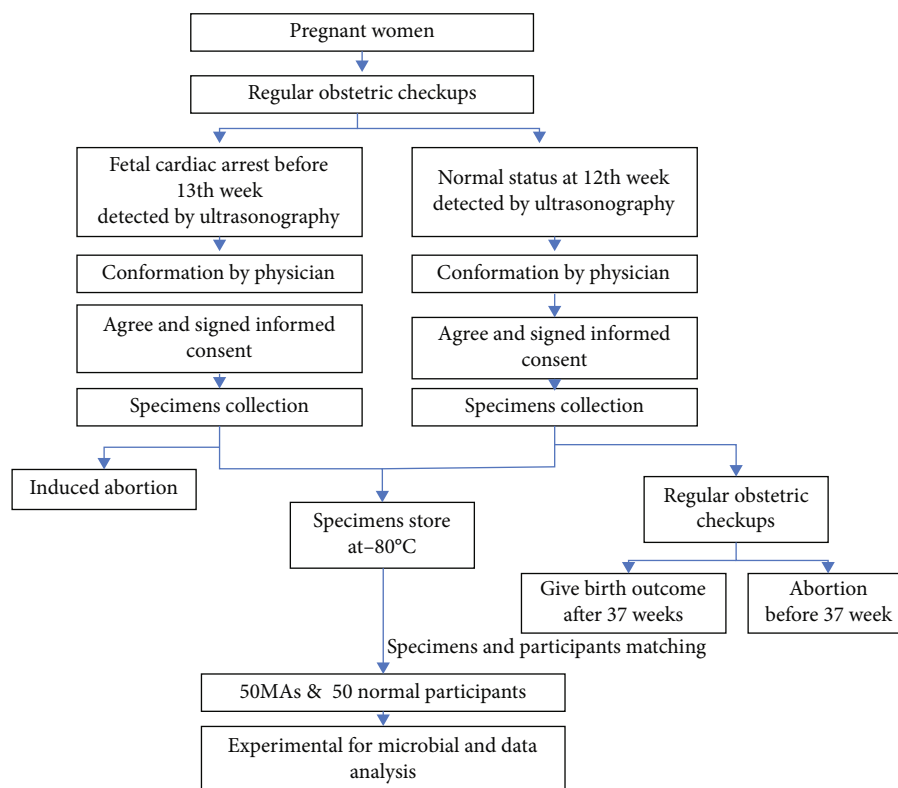 Pregnant women
Regular obstetric checkups
Fetal cardiac arrest before
13th week
detected by ultrasonography
Normal status at 12th week
detected by ultrasonography
Conformation by physician
Conformation by physician
Agree and signed informed
consent
Agree and signed informed
consent
Specimens collection
Specimens collection
Induced abortion
Specimens store
at–80°C
Regular obstetric
checkups
Give birth outcome
after 37 weeks
Abortion
before 37 week
Specimens and participants matching
50MAs & 50 normal participants
Experimental for microbial and data
analysis